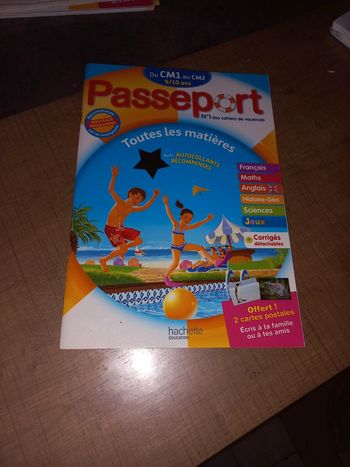 Du CM1 au CM2
9/10 ans
Passeport
N°1 des cahiers de vacances
Toutes les matières
Avec AUTOCOLLANTS
RÉCOMPENSES
Français
Maths
Anglais
Histoire-Géo
Sciences
Jeux
Corrigés
détachables
Offert !
2 cartes postales
Écris à ta famille
ou à tes amis
hachette
ÉDUCATION